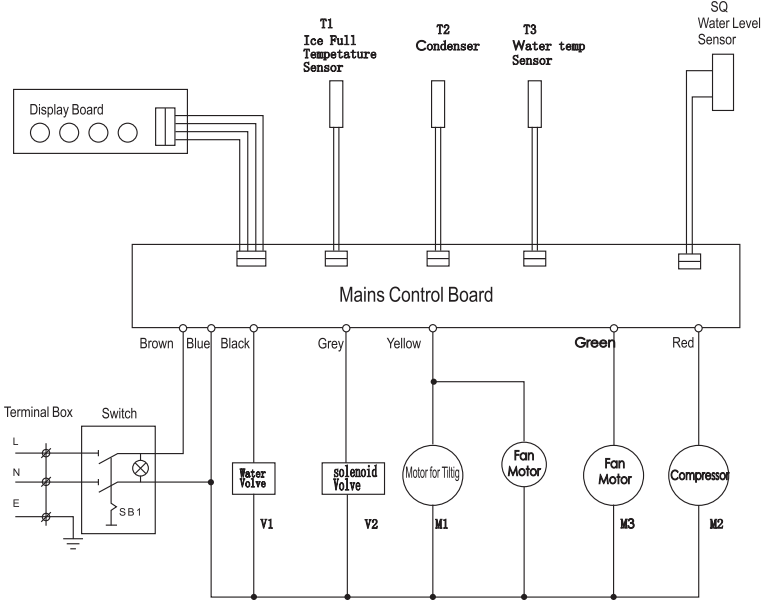 SQ
Water Level
Sensor
T1
Ice Full
Tempetature
Sensor
T2
Condenser
T3
Water temp
Sensor
Display Board
Mains Control Board
Brown
Blue
Black
Grey
Yellow
Green
Red
Terminal Box
Switch
L
N
E
SB1
Water
Volve
V1
solenoid
Volve
V2
Motor for Tiltig
M1
Fan
Motor
Fan
Motor
M3
Compressor
M2